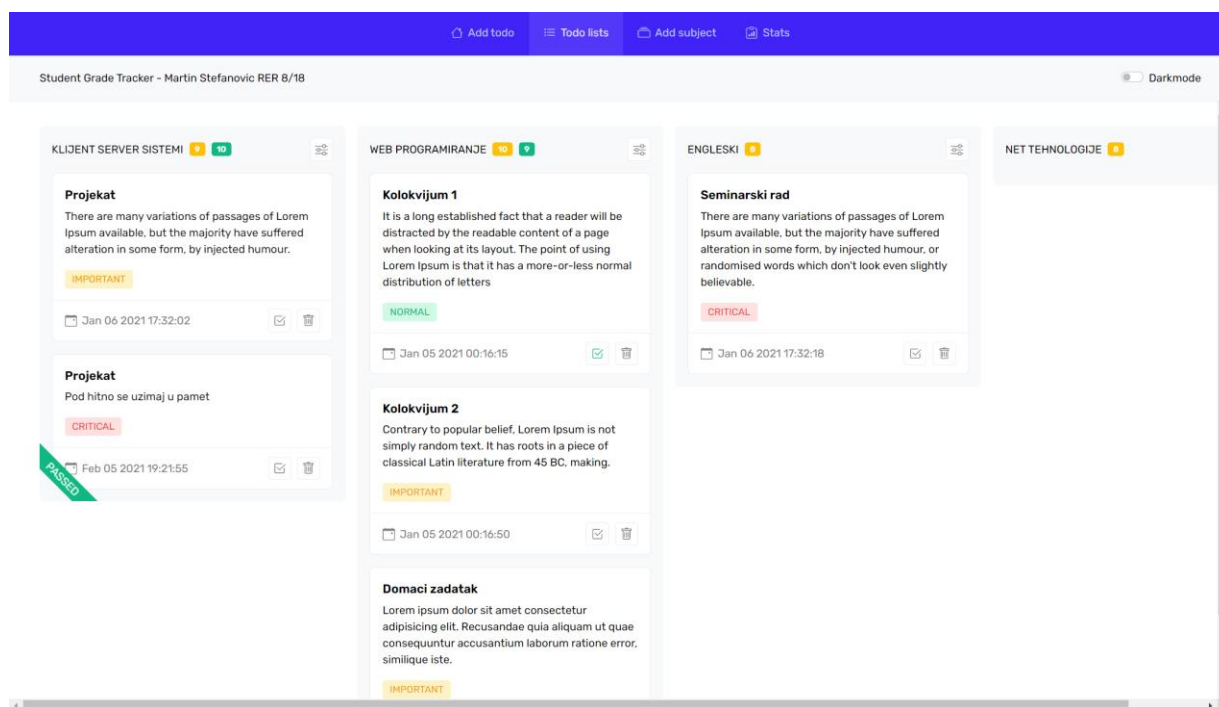 Add todo
Todo lists
Add subject
Stats
Student Grade Tracker - Martin Stefanovic RER 8/18
Darkmode
KLIJENT SERVER SISTEMI 9 10
Projekat
There are many variations of passages of Lorem
Ipsum available, but the majority have suffered
alteration in some form, by injected humour.
IMPORTANT
Jan 06 2021 17:32:02
Projekat
Pod hitno se uzimaj u pamet
CRITICAL
Feb 05 2021 19:21:55
PASSED
WEB PROGRAMIRANJE 10 9
Kolokvijum 1
It is a long established fact that a reader will be
distracted by the readable content of a page
when looking at its layout. The point of using
Lorem Ipsum is that it has a more-or-less normal
distribution of letters
NORMAL
Jan 05 2021 00:16:15
Kolokvijum 2
Contrary to popular belief, Lorem Ipsum is not
simply random text. It has roots in a piece of
classical Latin literature from 45 BC, making.
IMPORTANT
Jan 05 2021 00:16:50
Domaci zadatak
Lorem ipsum dolor sit amet consectetur
adipisicing elit. Recusandae quia aliquam ut quae
consequuntur accusantium laborum ratione error,
similique iste.
IMPORTANT
ENGLESKI
Seminarski rad
There are many variations of passages of Lorem
Ipsum available, but the majority have suffered
alteration in some form, by injected humour, or
randomised words which don't look even slightly
believable.
CRITICAL
Jan 06 2021 17:32:18
NET TEHNOLOGIJE